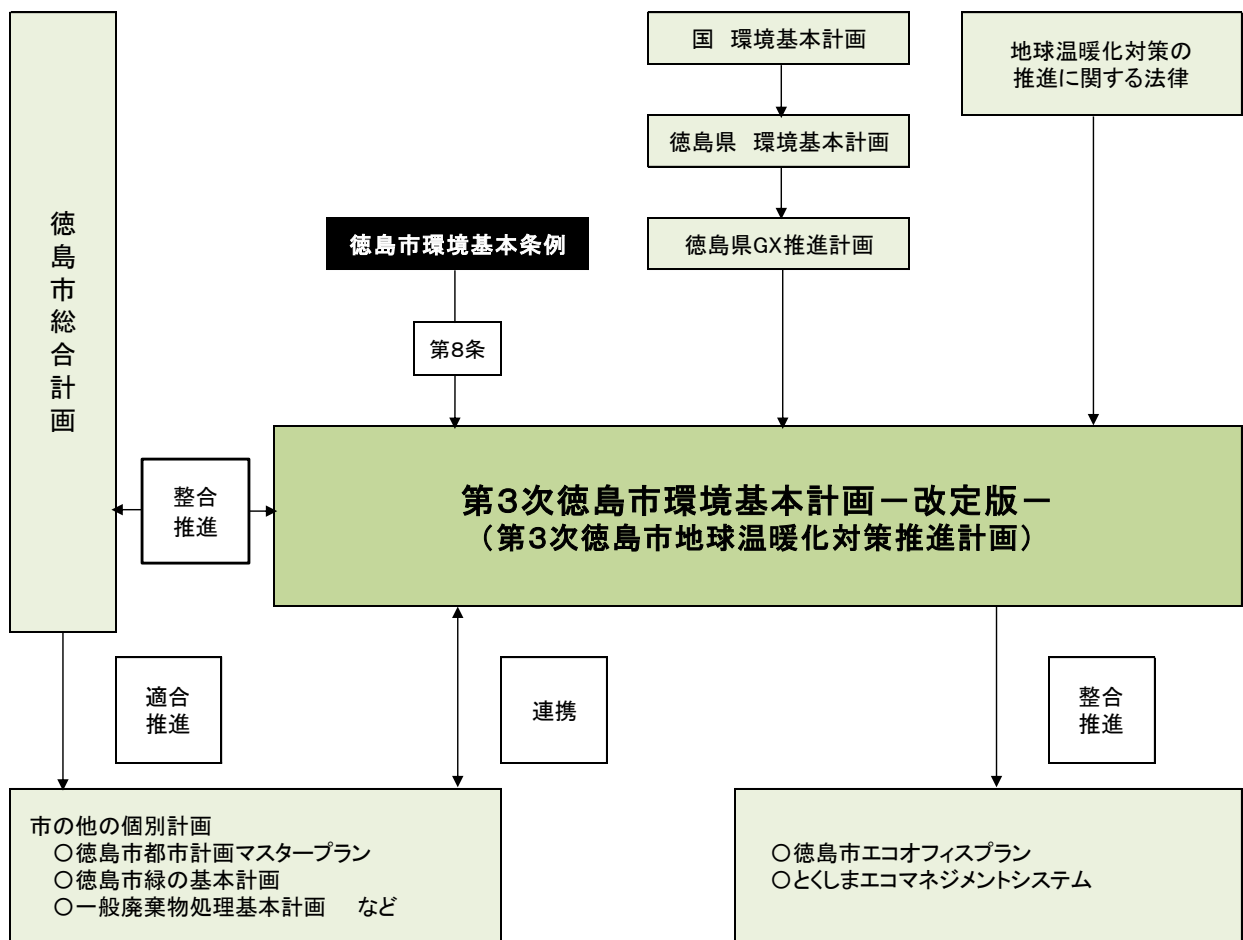 国 環境基本計画
地球温暖化対策の
推進に関する法律
徳島県 環境基本計画
徳島市総合計画
徳島市環境基本条例
徳島県GX推進計画
第8条
整合
推進
第3次徳島市環境基本計画－改定版－
（第3次徳島市地球温暖化対策推進計画）
適合
推進
連携
整合
推進
市の他の個別計画
○徳島市都市計画マスタープラン
○徳島市緑の基本計画
○一般廃棄物処理基本計画 など
○徳島市エコオフィスプラン
○とくしまエコマネジメントシステム